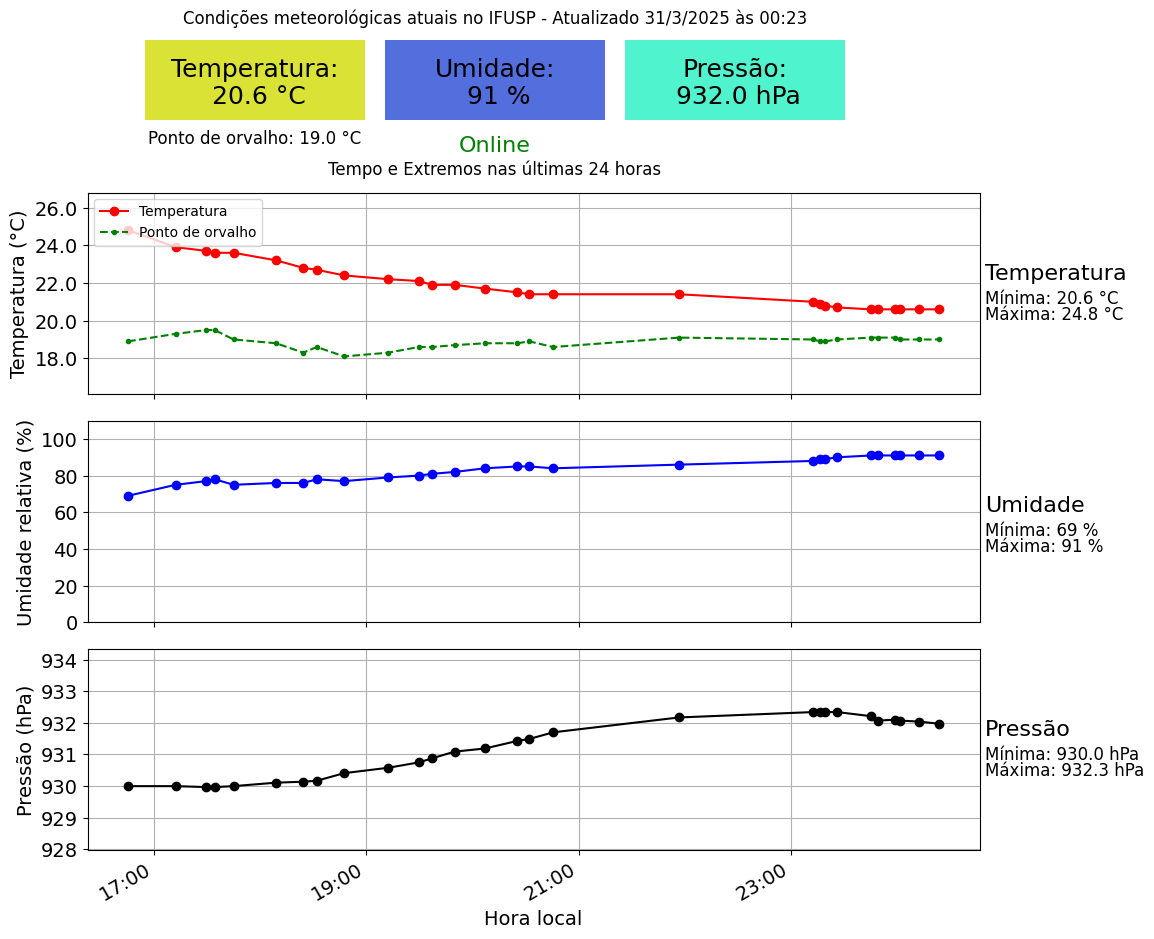 Condições meteorológicas atuais no IFUSP - Atualizado 31/3/2025 às 00:23
Temperatura:
20.6 °C
Umidade:
91 %
Pressão:
932.0 hPa
Ponto de orvalho: 19.0 °C
Online
Tempo e Extremos nas últimas 24 horas
Temperatura (°C)
26.0
24.0
22.0
20.0
18.0
Temperatura
Ponto de orvalho
Temperatura
Mínima: 20.6 °C
Máxima: 24.8 °C
Umidade relativa (%)
100
80
60
40
20
0
Umidade
Mínima: 69 %
Máxima: 91 %
Pressão (hPa)
934
933
932
931
930
929
928
Pressão
Mínima: 930.0 hPa
Máxima: 932.3 hPa
17:00
19:00
21:00
23:00
Hora local